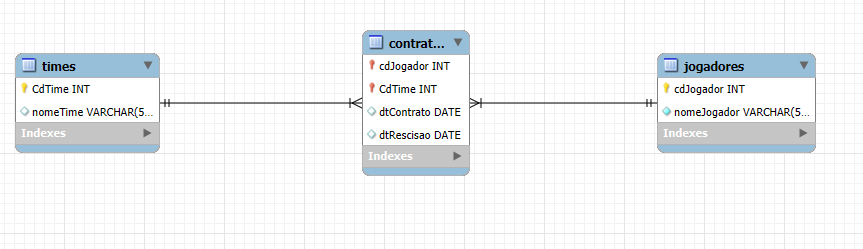 times
CdTime INT
nomeTime VARCHAR(5...
Indexes
contrat...
cdJogador INT
CdTime INT
dtContrato DATE
dtRescisao DATE
Indexes
jogadores
cdJogador INT
nomeJogador VARCHAR(5...
Indexes